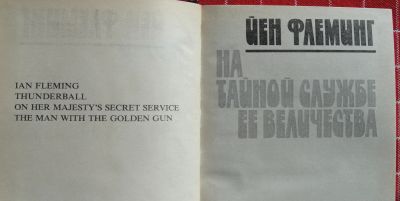 IAN FLEMING
THUNDERBALL
ON HER MAJESTY'S SECRET SERVICE
THE MAN WITH THE GOLDEN GUN
ЙЕН ФЛЕМИНГ
НА
ТАЙНОЙ СЛУЖБЕ
ЕЕ ВЕЛИЧЕСТВА